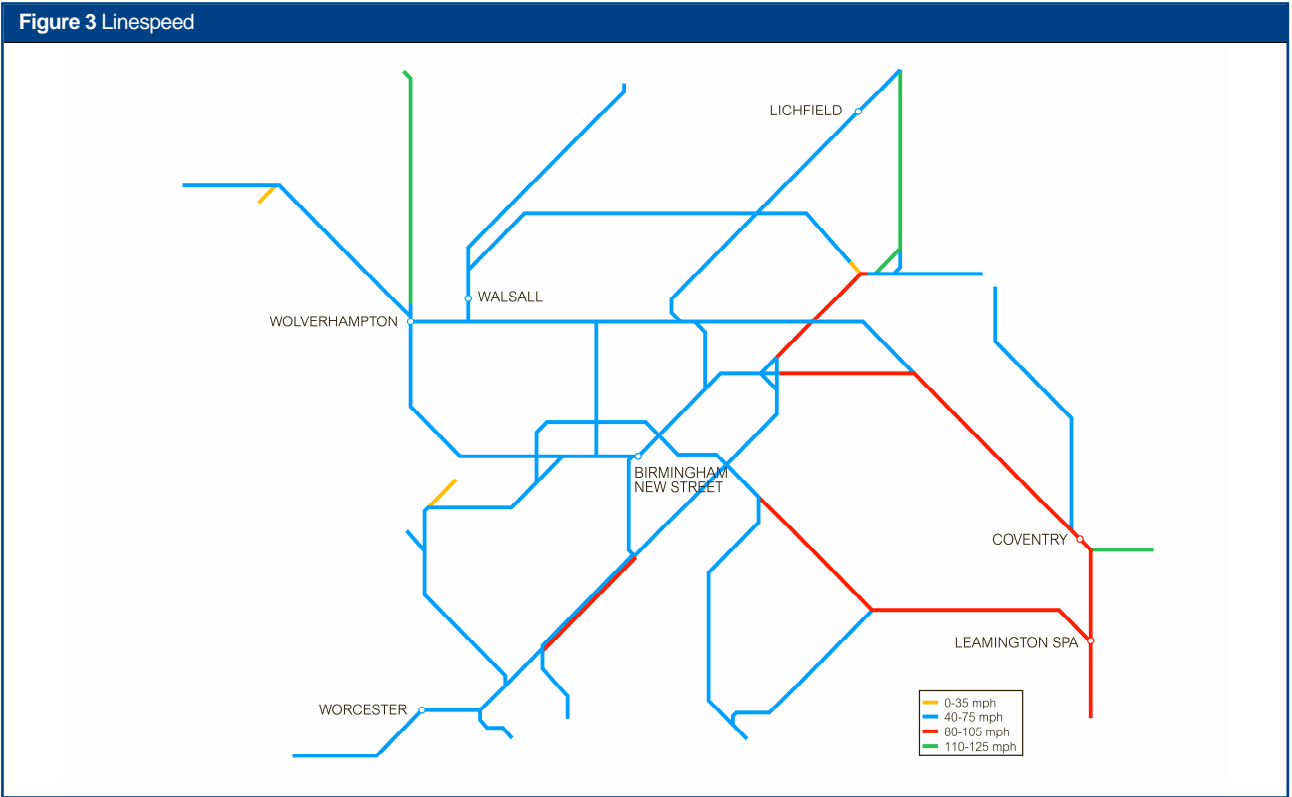 Figure 3 Linespeed
LICHFIELD
WALSALL
WOLVERHAMPTON
BIRMINGHAM
NEW STREET
COVENTRY
LEAMINGTON SPA
WORCESTER
0-35 mph
40-75 mph
80-105 mph
110-125 mph